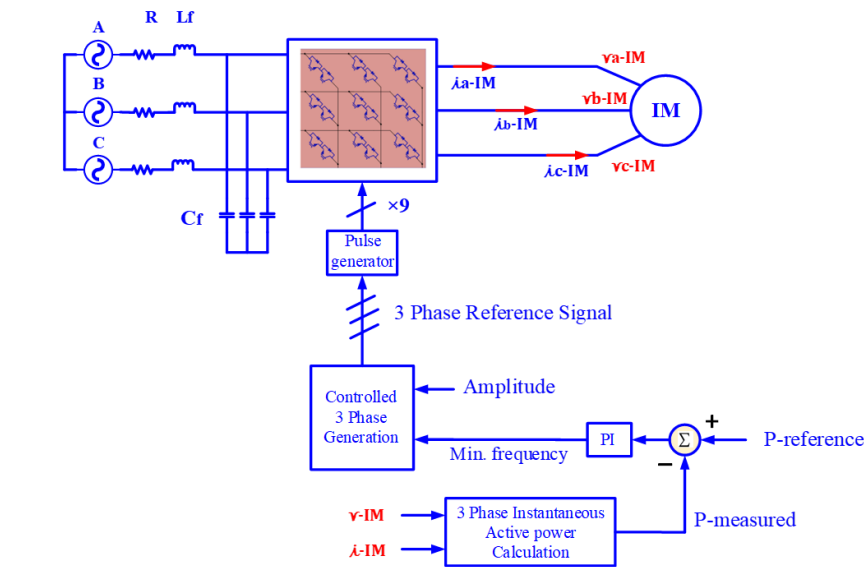 A
R Lf
B
C
Cf
ia-IM
ib-IM
ic-IM
va-IM
vb-IM
vc-IM
IM
×9
Pulse
generator
3 Phase Reference Signal
Controlled
3 Phase
Generation
Amplitude
Min. frequency
PI
Σ
+
−
P-reference
v-IM
i-IM
3 Phase Instantaneous
Active power
Calculation
P-measured